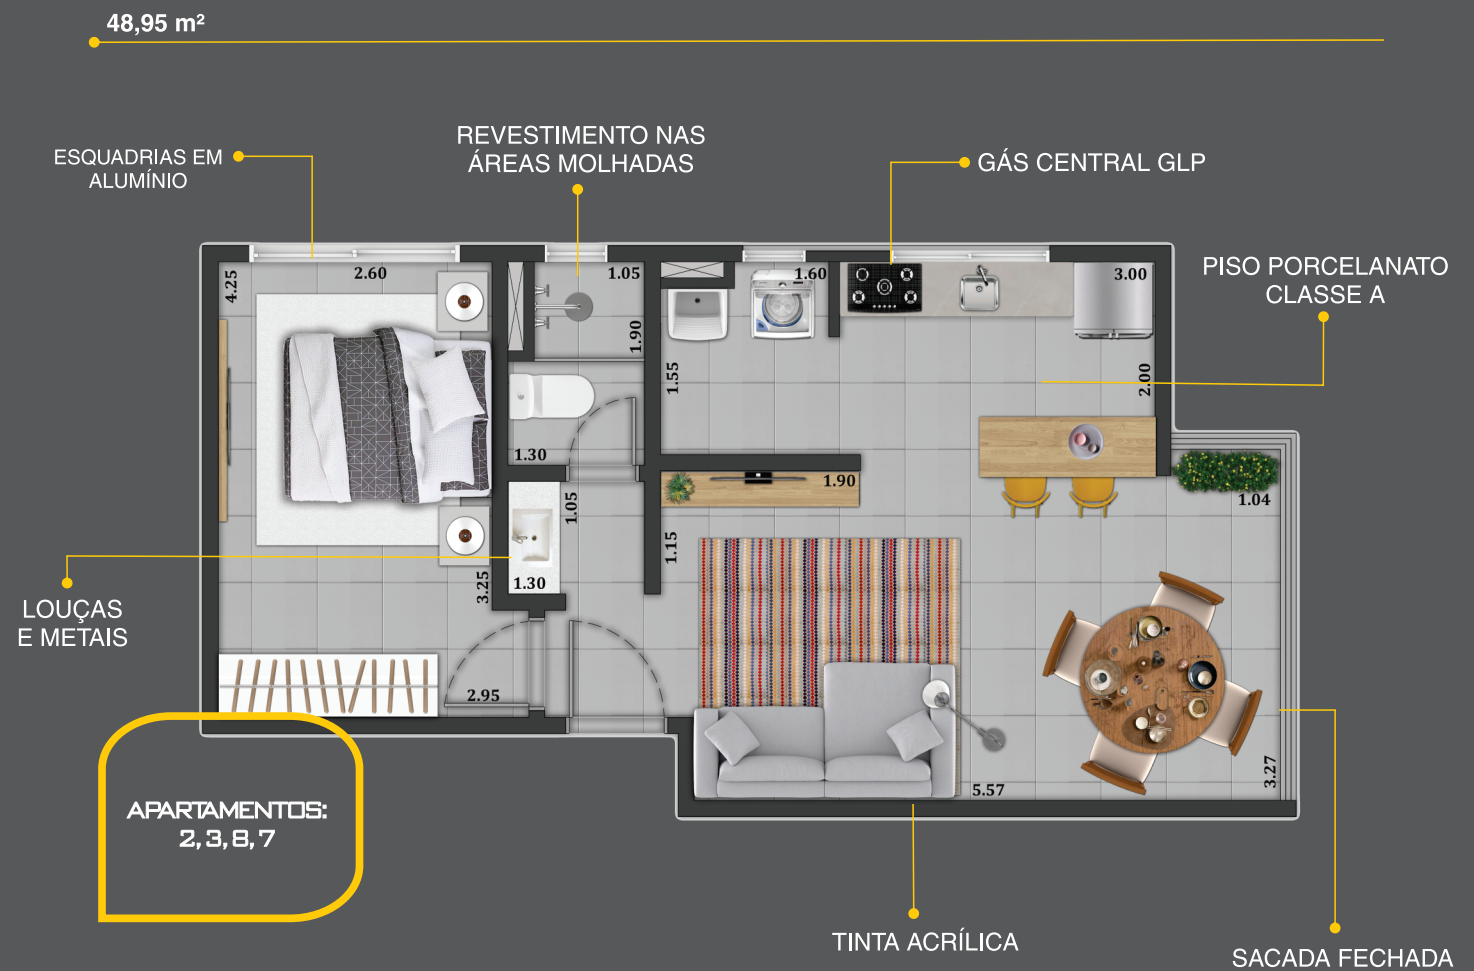 48,95 m²
REVESTIMENTO NAS
ÁREAS MOLHADAS
ESQUADRIAS EM
ALUMÍNIO
GÁS CENTRAL GLP
PISO PORCELANATO
CLASSE A
4.25
2.60
1.05
1.60
3.00
1.90
1.55
2.00
1.30
1.90
1.04
1.05
1.15
3.25
1.30
LOUÇAS
E METAIS
2.95
5.57
3.27
APARTAMENTOS:
2, 3, 8, 7
TINTA ACRÍLICA
SACADA FECHADA